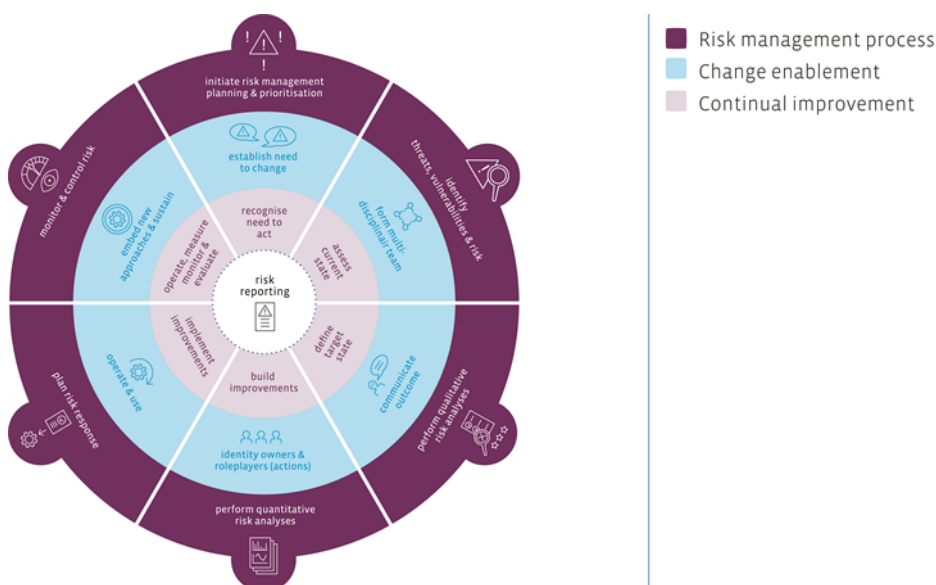 initiate risk management
planning & prioritisation
identify
threats, vulnerabilities & risk
perform qualitative
risk analyses
perform quantitative
risk analyses
plan risk response
monitor & control risk
establish need
to change
form multi-
disciplinair team
communicate
outcome
identity owners &
roleplayers (actions)
operate & use
embed new
approaches & sustain
recognise
need to
act
assess
current
state
define
target
state
build
improvements
implement
improvements
operate, measure
monitor &
evaluate
risk
reporting
Risk management process
Change enablement
Continual improvement